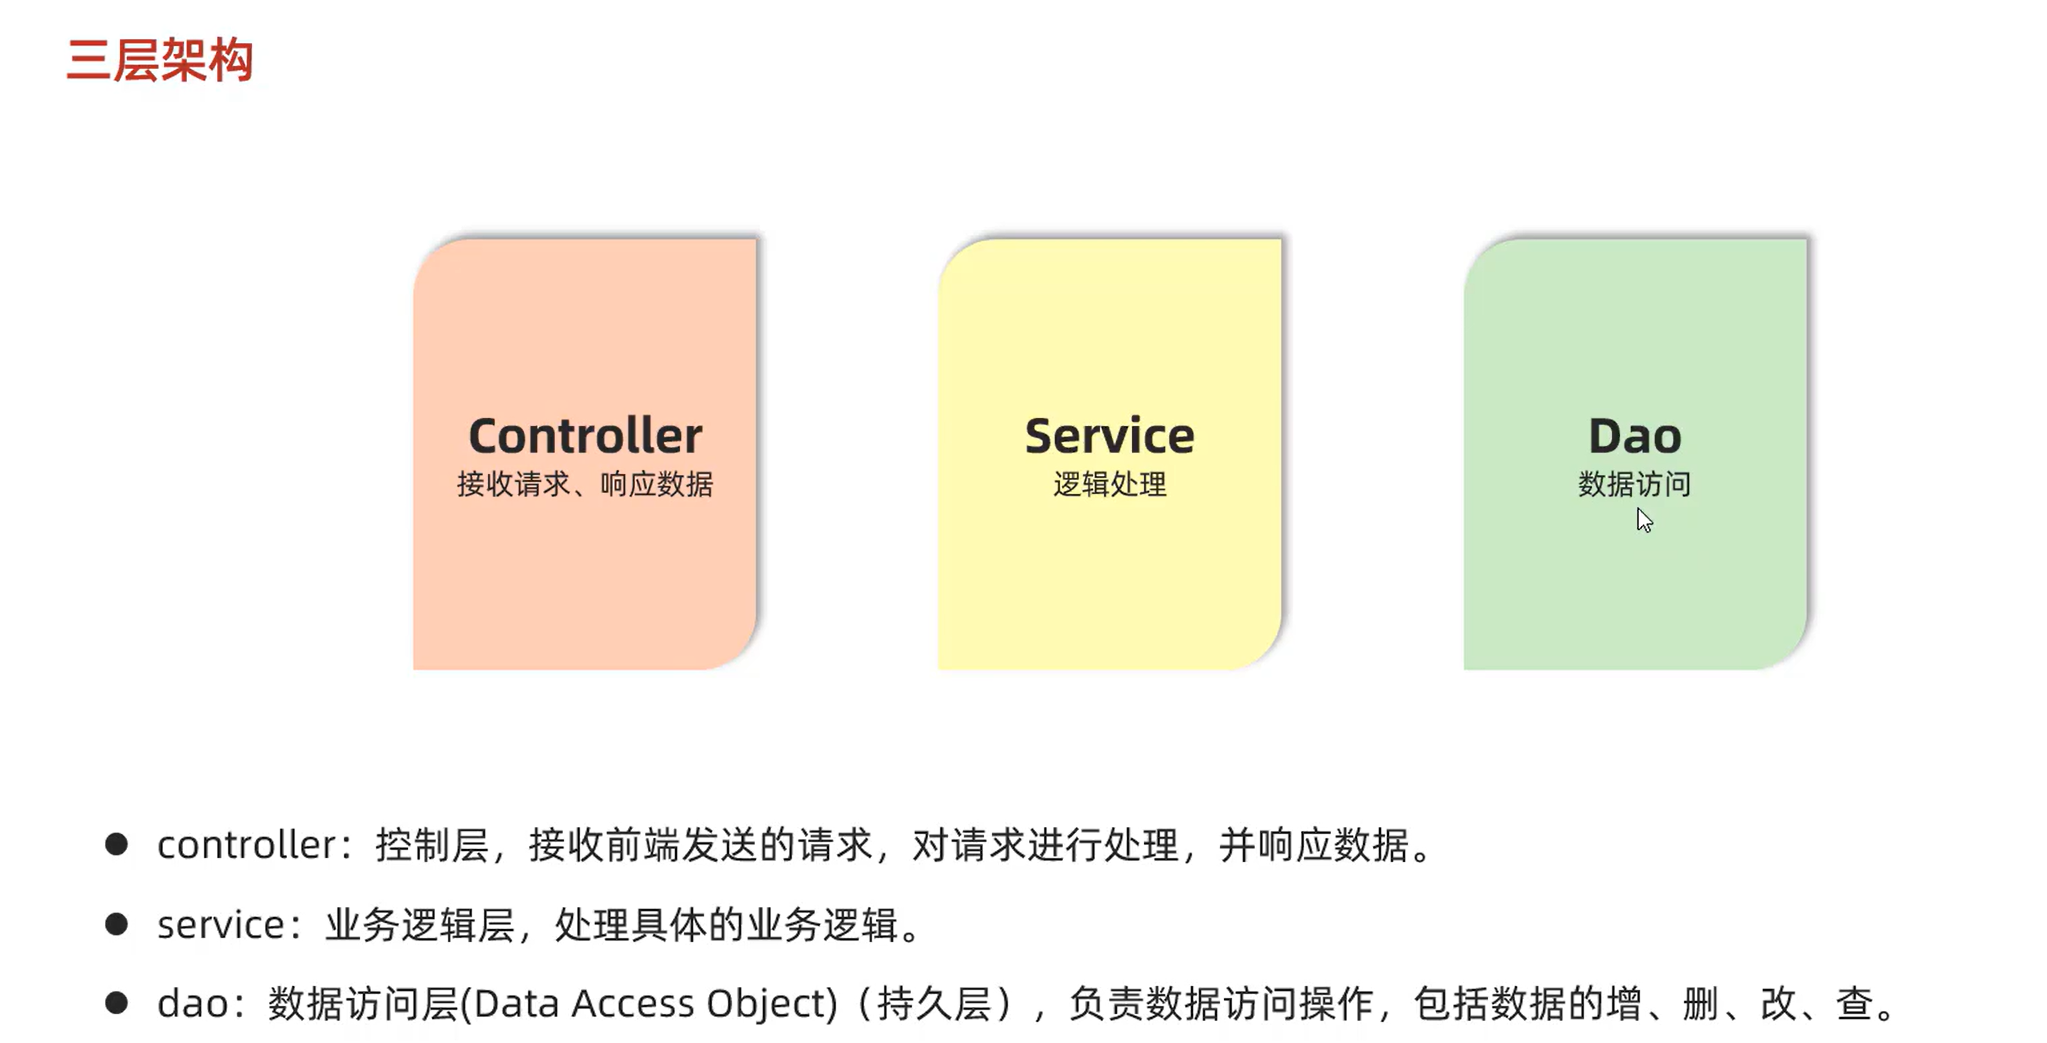 三层架构
Controller
接收请求、响应数据
Service
逻辑处理
Dao
数据访问
controller：控制层，接收前端发送的请求，对请求进行处理，并响应数据。
service：业务逻辑层，处理具体的业务逻辑。
dao：数据访问层(Data Access Object)（持久层），负责数据访问操作，包括数据的增、删、改、查。